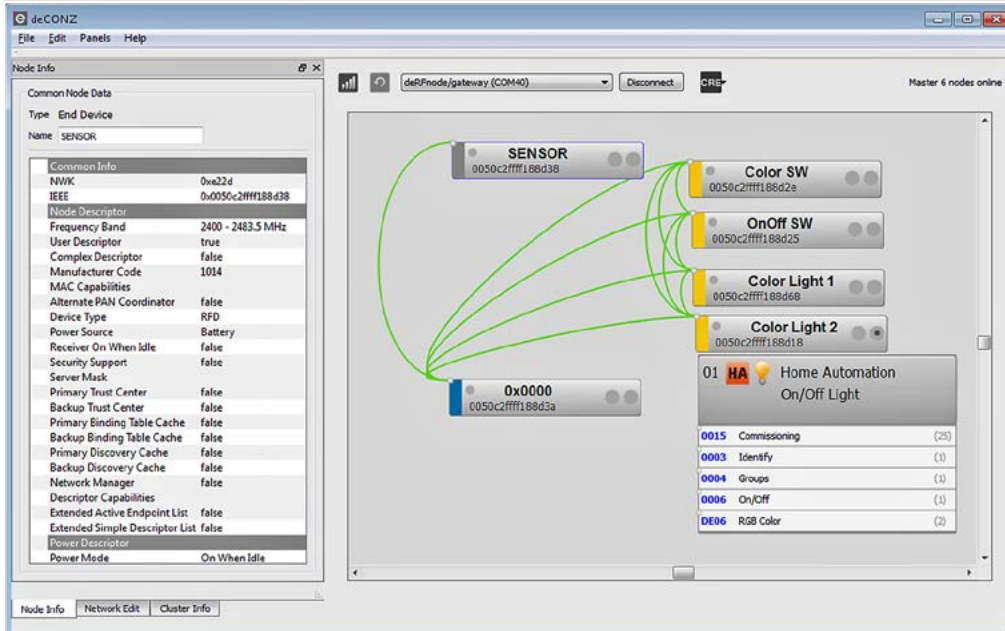 deCONZ
File Edit Panels Help
Node Info
Common Node Data
Type End Device
Name SENSOR
Common Info
NWK 0xe22d
IEEE 0x0050c2ffff188d38
Node Descriptor
Frequency Band 2400 - 2483.5 MHz
User Descriptor true
Complex Descriptor false
Manufacturer Code 1014
MAC Capabilities
Alternate PAN Coordinator false
Device Type RFD
Power Source Battery
Receiver On When Idle false
Security Support false
Server Mask
Primary Trust Center false
Backup Trust Center false
Primary Binding Table Cache false
Backup Binding Table Cache false
Primary Discovery Cache false
Backup Discovery Cache false
Network Manager false
Descriptor Capabilities
Extended Active Endpoint List false
Extended Simple Descriptor List false
Power Descriptor
Power Mode On When Idle
Node Info Network Edit Cluster Info
deRFnode/gateway (COM40) Disconnect CRE Master 6 nodes online
SENSOR
0050c2ffff188d38
Color SW
0050c2ffff188d2e
OnOff SW
0050c2ffff188d25
Color Light 1
0050c2ffff188d68
Color Light 2
0050c2ffff188d18
0x0000
0050c2ffff188d3a
01 HA Home Automation
On/Off Light
0015 Commissioning (25)
0003 Identify (1)
0004 Groups (1)
0006 On/Off (1)
DE06 RGB Color (2)